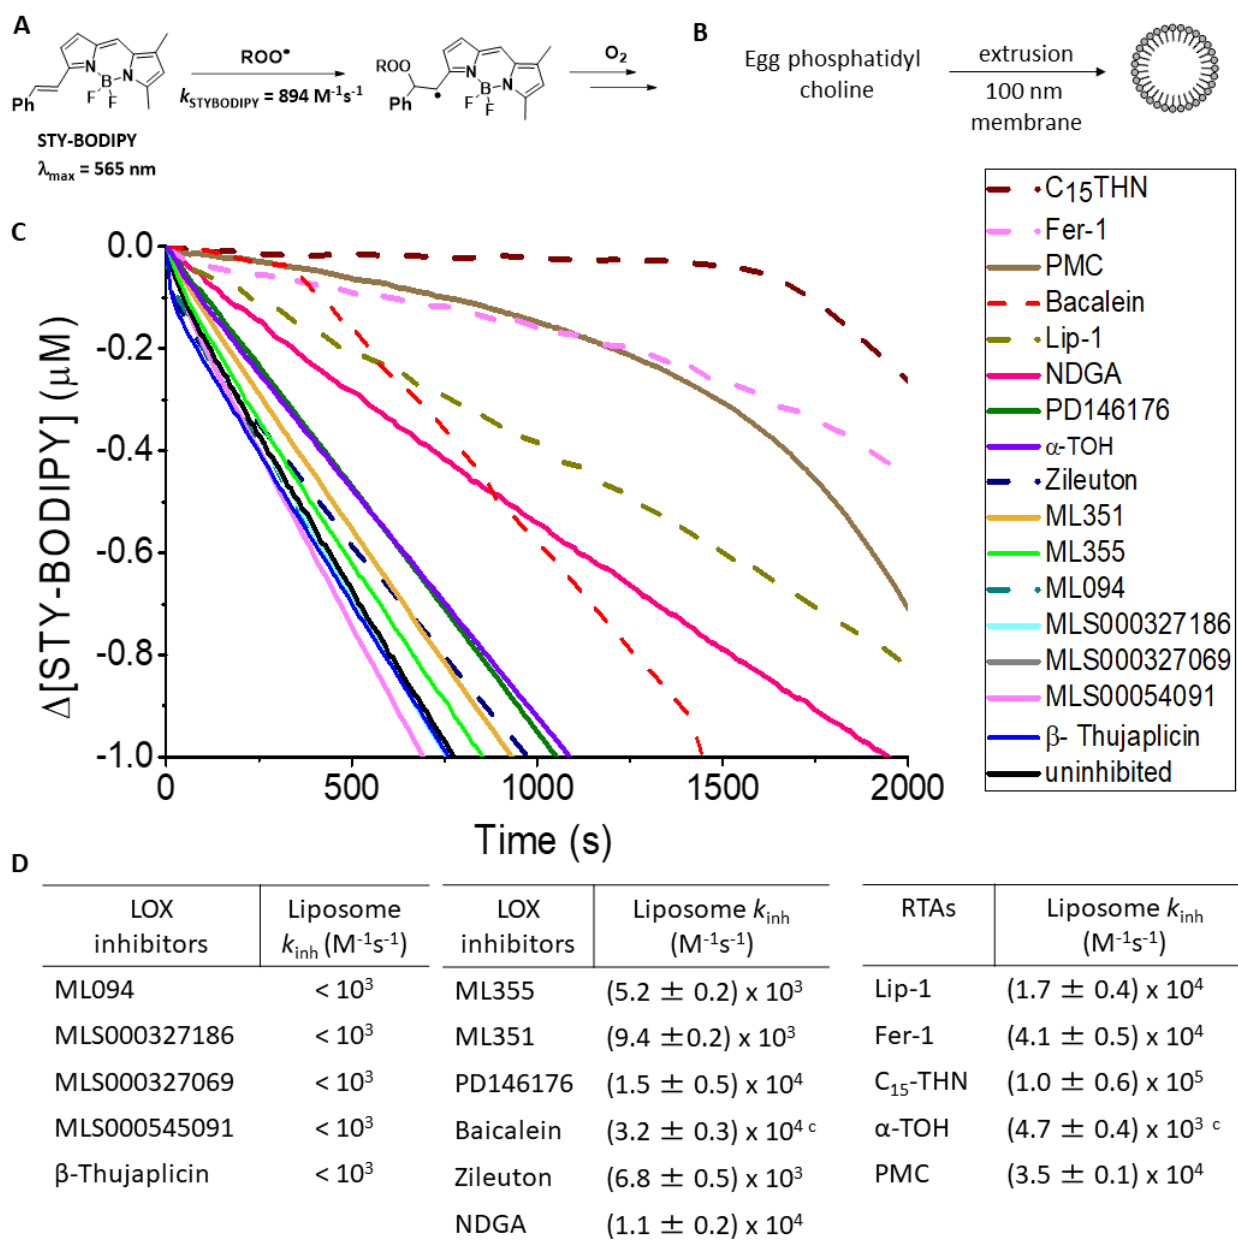 A
ROO•
k STYBODIPY = 894 M⁻¹s⁻¹
O₂
N
N
B
F
F
Ph
ROO
Ph
N
N
B
F
F
STY-BODIPY
λmax = 565 nm
B
Egg phosphatidyl
choline
extrusion
100 nm
membrane
C
Δ[STY-BODIPY] (μM)
0.0
-0.2
-0.4
-0.6
-0.8
-1.0
0
500
1000
1500
2000
Time (s)
C₁₅THN
Fer-1
PMC
Bacalein
Lip-1
NDGA
PD146176
α-TOH
Zileuton
ML351
ML355
ML094
MLS000327186
MLS000327069
MLS00054091
β- Thujaplicin
uninhibited
D
LOX
inhibitors
Liposome
kinh (M⁻¹s⁻¹)
ML094 < 10³
MLS000327186 < 10³
MLS000327069 < 10³
MLS000545091 < 10³
β-Thujaplicin < 10³
LOX
inhibitors
Liposome kinh
(M⁻¹s⁻¹)
ML355 (5.2 ± 0.2) x 10³
ML351 (9.4 ±0.2) x 10³
PD146176 (1.5 ± 0.5) x 10⁴
Baicalein (3.2 ± 0.3) x 10⁴ ᶜ
Zileuton (6.8 ± 0.5) x 10³
NDGA (1.1 ± 0.2) x 10⁴
RTAs
Liposome kinh
(M⁻¹s⁻¹)
Lip-1 (1.7 ± 0.4) x 10⁴
Fer-1 (4.1 ± 0.5) x 10⁴
C₁₅-THN (1.0 ± 0.6) x 10⁵
α-TOH (4.7 ± 0.4) x 10³ ᶜ
PMC (3.5 ± 0.1) x 10⁴